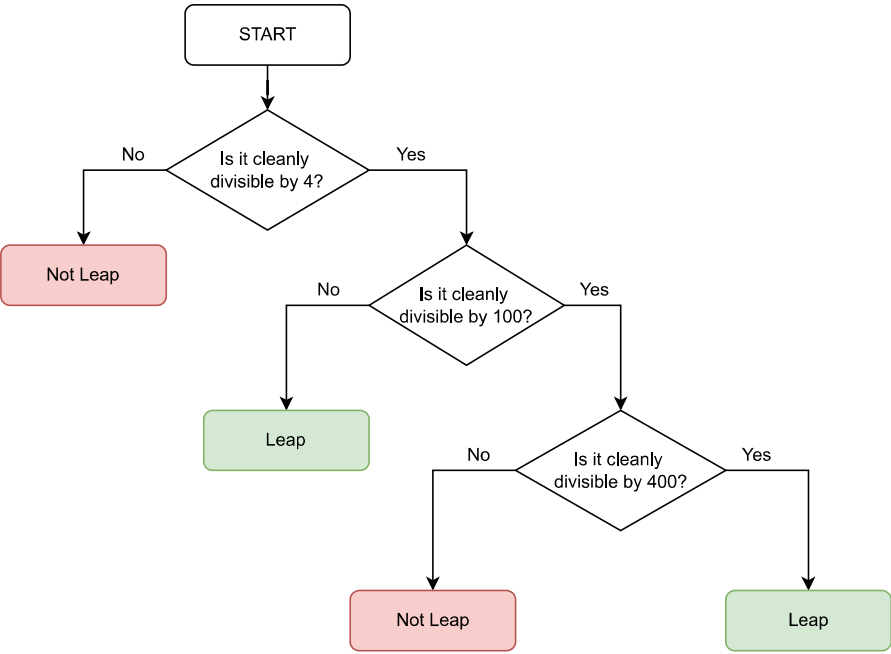 START
No
Yes
Is it cleanly
divisible by 4?
Not Leap
No
Yes
Is it cleanly
divisible by 100?
Leap
No
Yes
Is it cleanly
divisible by 400?
Not Leap
Leap